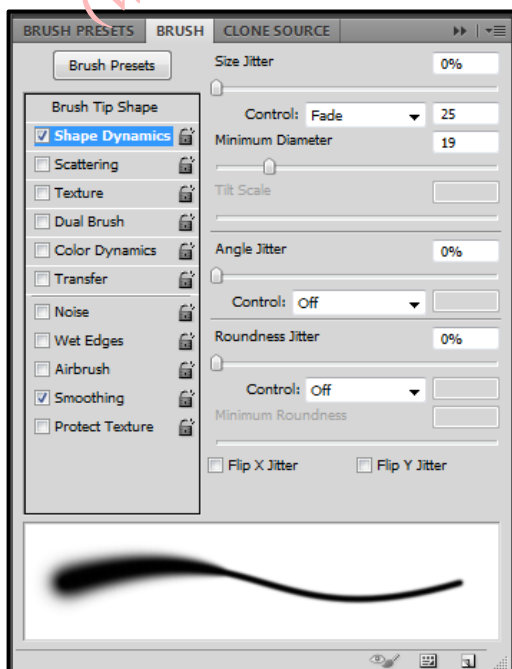 BRUSH PRESETS BRUSH CLONE SOURCE
Brush Presets
Brush Tip Shape
Shape Dynamics
Scattering
Texture
Dual Brush
Color Dynamics
Transfer
Noise
Wet Edges
Airbrush
Smoothing
Protect Texture
Size Jitter 0%
Control: Fade 25
Minimum Diameter 19
Tilt Scale
Angle Jitter 0%
Control: Off
Roundness Jitter 0%
Control: Off
Minimum Roundness
Flip X Jitter Flip Y Jitter